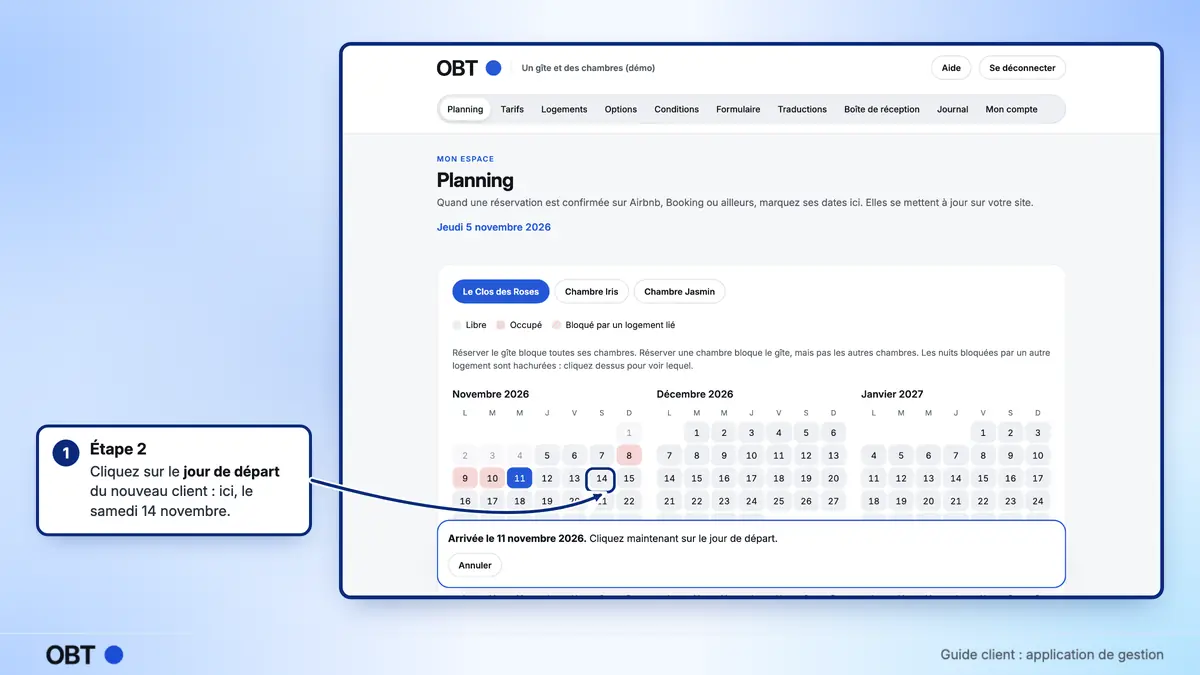 OBT
Un gîte et des chambres (démo)
Aide
Se déconnecter
Planning
Tarifs
Logements
Options
Conditions
Formulaire
Traductions
Boîte de réception
Journal
Mon compte
MON ESPACE
Planning
Quand une réservation est confirmée sur Airbnb, Booking ou ailleurs, marquez ses dates ici. Elles se mettent à jour sur votre site.
Jeudi 5 novembre 2026
Le Clos des Roses
Chambre Iris
Chambre Jasmin
Libre
Occupé
Bloqué par un logement lié
Réserver le gîte bloque toutes ses chambres. Réserver une chambre bloque le gîte, mais pas les autres chambres. Les nuits bloquées par un autre
logement sont hachurées : cliquez dessus pour voir lequel.
Novembre 2026
L M M J V S D
1
2 3 4 5 6 7 8
9 10 11 12 13 14 15
16 17 18 19 22
Décembre 2026
L M M J V S D
1 2 3 4 5 6
7 8 9 10 11 12 13
14 15 16 17 18 19 20
21 22 23 24 25 26 27
Janvier 2027
L M M J V S D
1 2 3
4 5 6 7 8 9 10
11 12 13 14 15 16 17
18 19 20 21 22 23 24
Arrivée le 11 novembre 2026. Cliquez maintenant sur le jour de départ.
Annuler
1
Étape 2
Cliquez sur le jour de départ
du nouveau client : ici, le
samedi 14 novembre.
OBT
Guide client : application de gestion